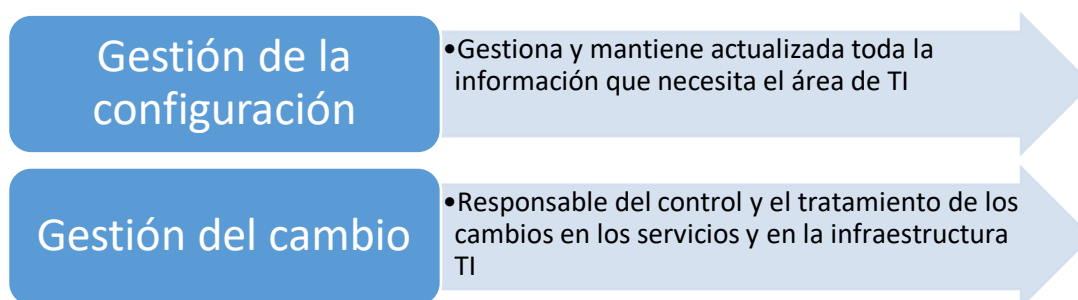 Gestión de la
configuración
•Gestiona y mantiene actualizada toda la
información que necesita el área de TI
Gestión del cambio
•Responsable del control y el tratamiento de los
cambios en los servicios y en la infraestructura
TI